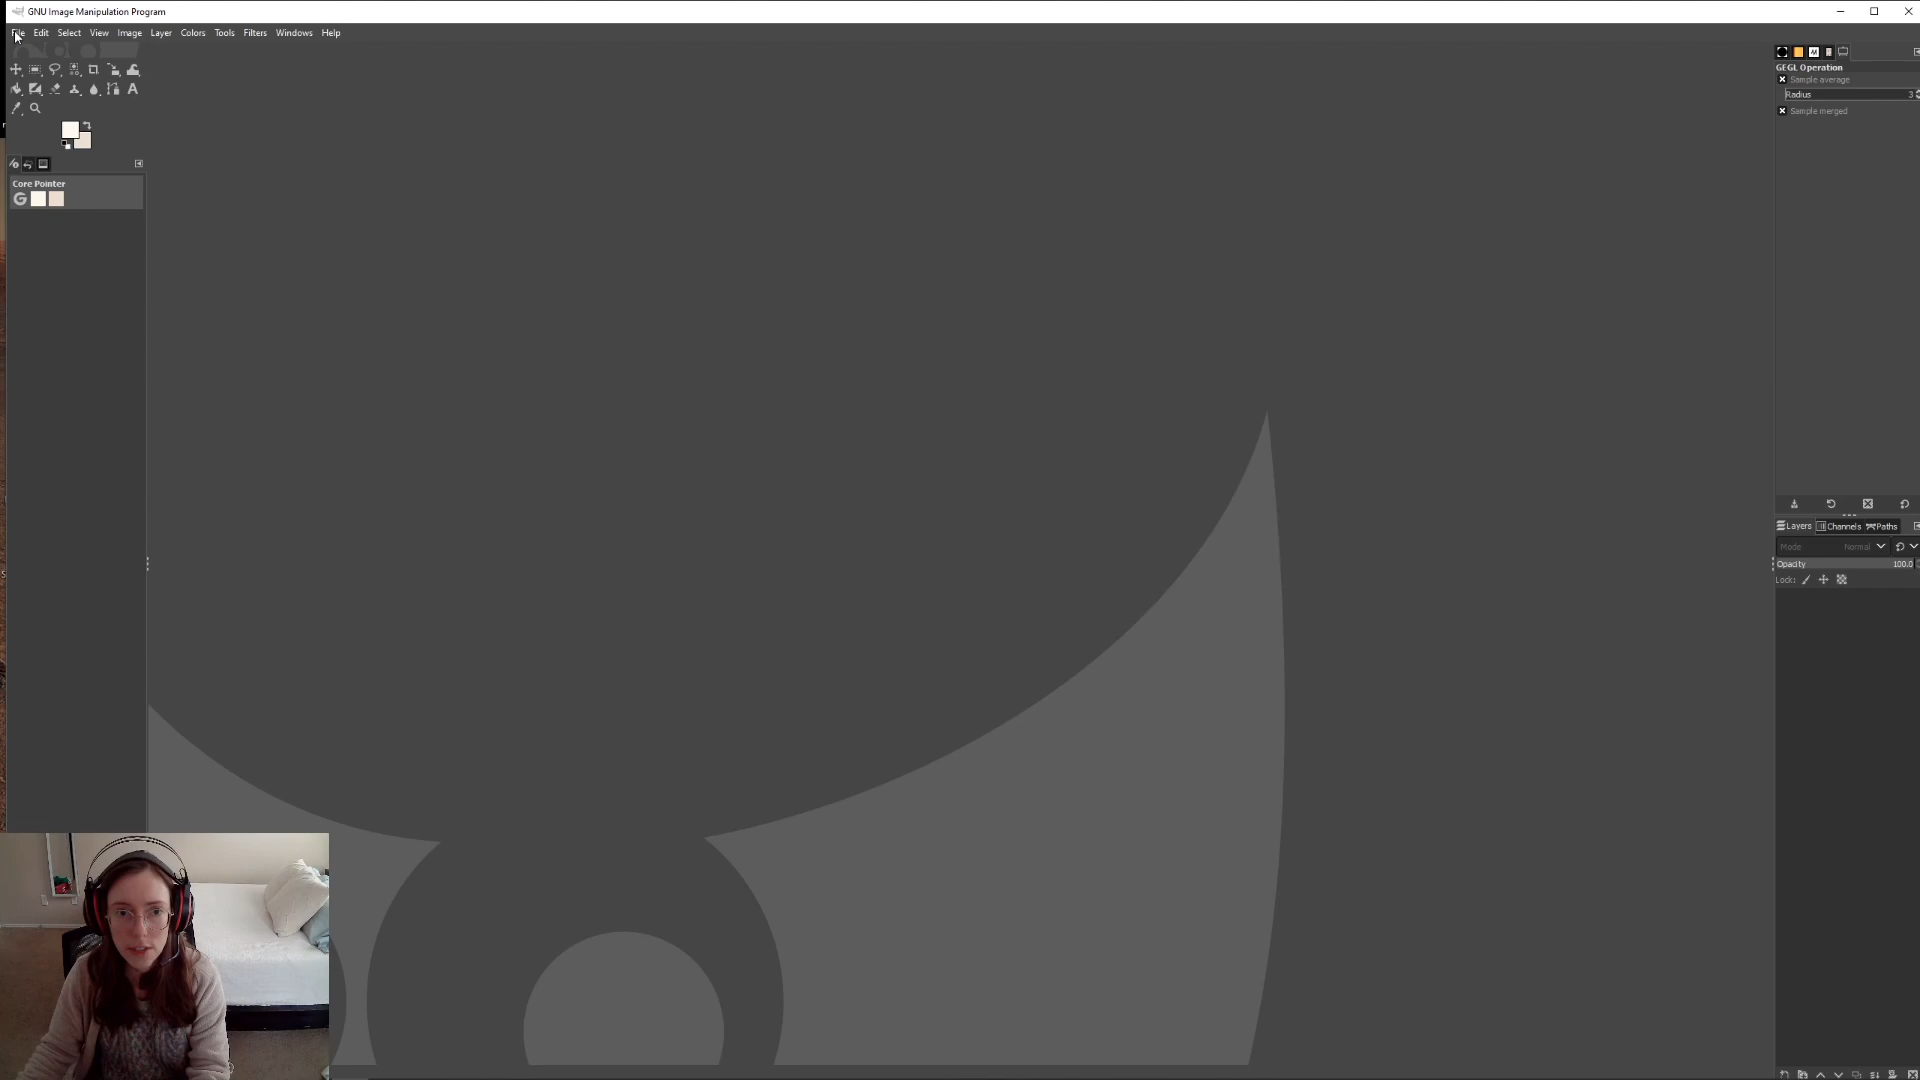 GNU Image Manipulation Program
File Edit Select View Image Layer Colors Tools Filters Windows Help
Core Pointer
GEGL Operation
Sample average
Radius 3
Sample merged
Layers Channels Paths
Mode Normal
Opacity 100.0
Lock: